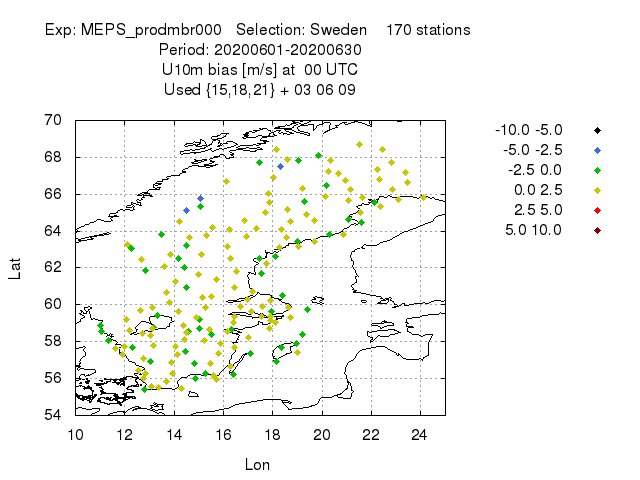 Exp: MEPS_prodmbr000 Selection: Sweden 170 stations
Period: 20200601-20200630
U10m bias [m/s] at 00 UTC
Used {15,18,21} + 03 06 09
70
68
66
64
62
60
58
56
54
10 12 14 16 18 20 22 24
Lat
Lon
-10.0 -5.0
-5.0 -2.5
-2.5 0.0
0.0 2.5
2.5 5.0
5.0 10.0